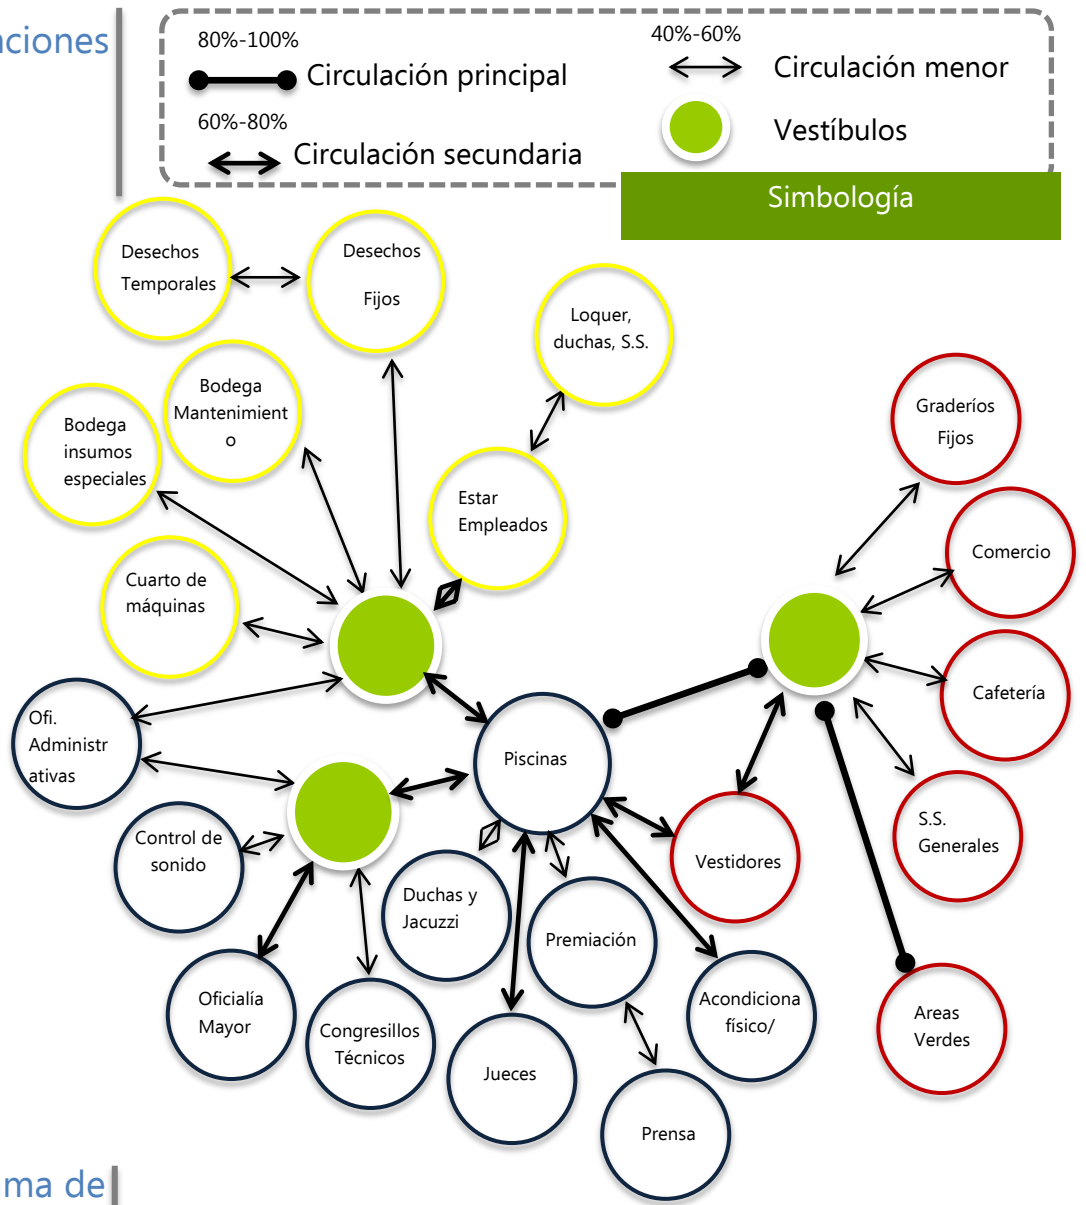 nciones
80%-100%
Circulación principal
60%-80%
Circulación secundaria
40%-60%
Circulación menor
Vestíbulos
Simbología
Desechos
Temporales
Desechos
Fijos
Loquer,
duchas, S.S.
Bodega
Mantenimient
o
Bodega
insumos
especiales
Graderíos
Fijos
Estar
Empleados
Comercio
Cuarto de
máquinas
Cafetería
Ofi.
Administr
ativas
Piscinas
Control de
sonido
S.S.
Generales
Vestidores
Duchas y
Jacuzzi
Premiación
Oficialía
Mayor
Congresillos
Técnicos
Acondiciona
físico/
Areas
Verdes
Jueces
Prensa
ma de